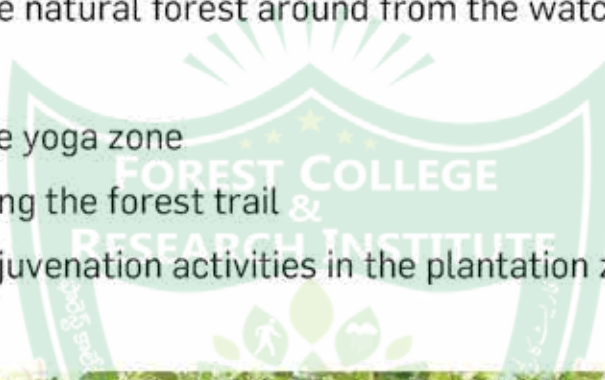 e natural forest around from the watc
e yoga zone
FOREST COLLEGE
ng the forest trail
&
RESEARCH INSTITUTE
juvenation activities in the plantation z